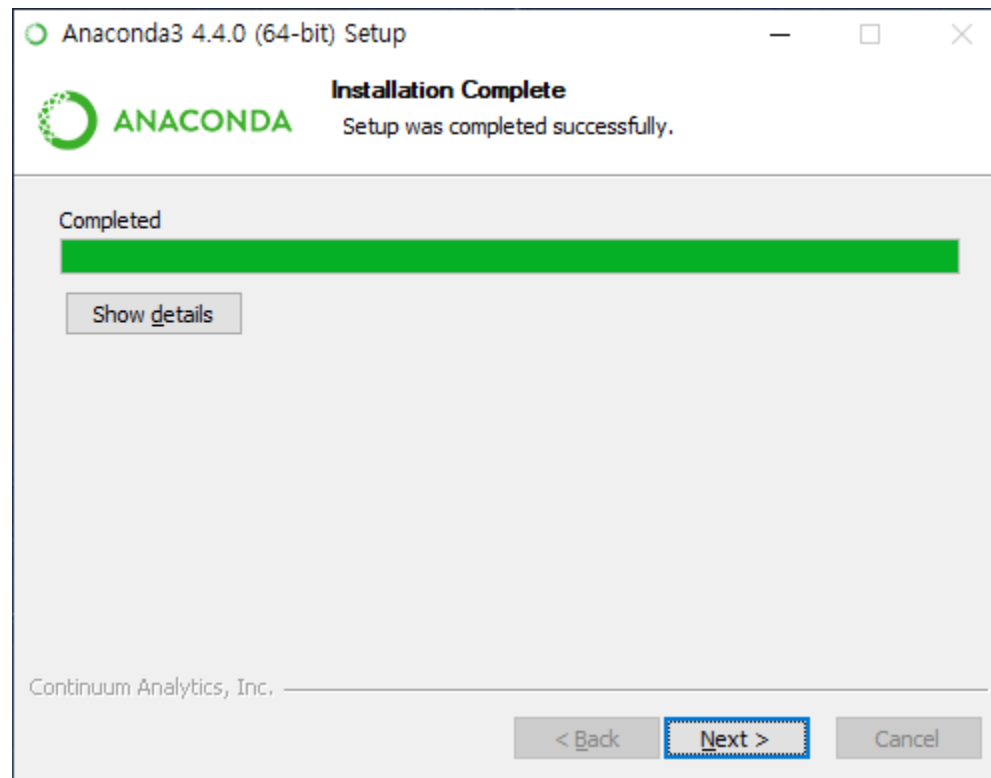 Anaconda3 4.4.0 (64-bit) Setup
ANACONDA
Installation Complete
Setup was completed successfully.
Completed
Show details
Continuum Analytics, Inc.
< Back
Next >
Cancel